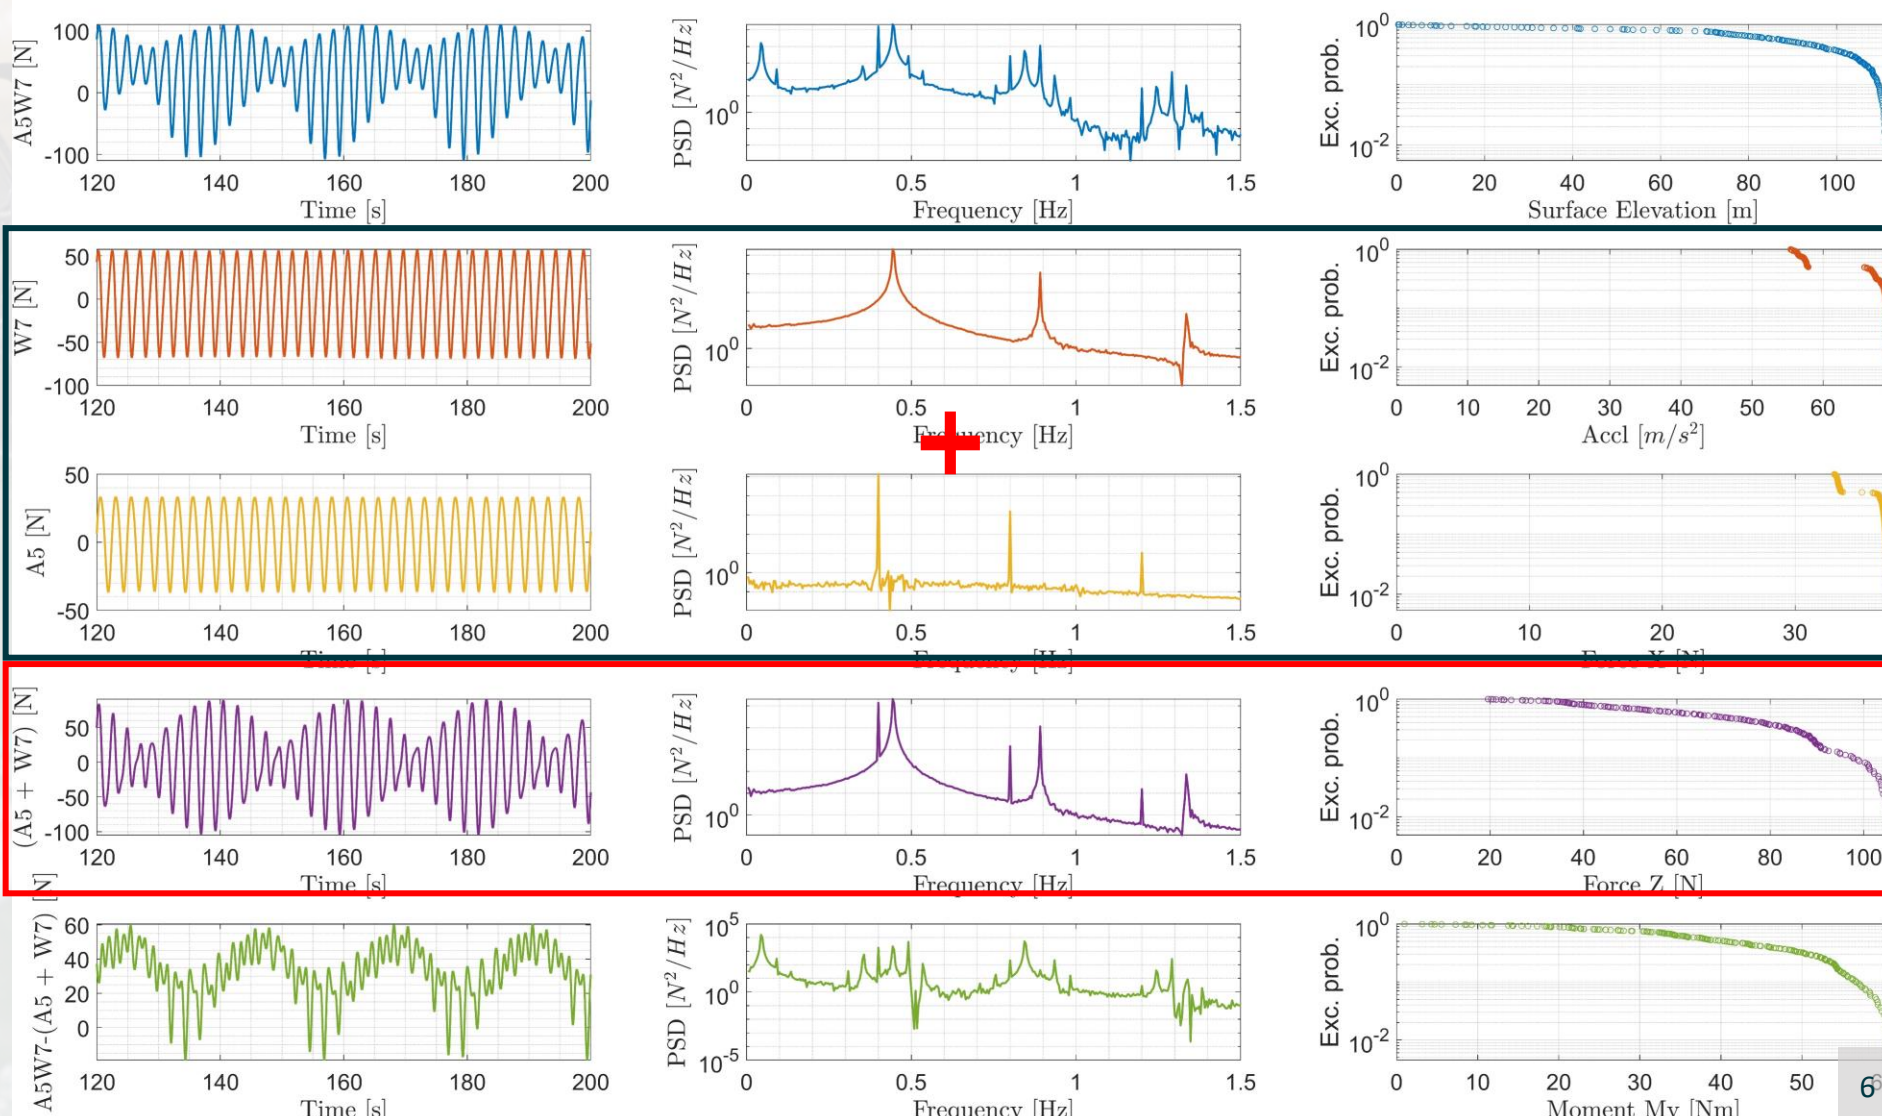 A5W7 [N]
100
0
-100
120 140 160 180 200
Time [s]
PSD [N²/Hz]
10⁰
0 0.5 1 1.5
Frequency [Hz]
Exc. prob.
10⁰
10⁻²
0 20 40 60 80 100
Surface Elevation [m]
W7 [N]
50
0
-50
-100
120 140 160 180 200
Time [s]
PSD [N²/Hz]
10⁰
0 0.5 1 1.5
Frequency [Hz]
Exc. prob.
10⁰
10⁻²
0 10 20 30 40 50 60
Accl [m/s²]
A5 [N]
50
0
-50
120 140 160 180 200
Time [s]
PSD [N²/Hz]
10⁰
0 0.5 1 1.5
Frequency [Hz]
Exc. prob.
10⁰
10⁻²
0 10 20 30
Force X [N]
(A5 + W7) [N]
50
0
-50
-100
120 140 160 180 200
Time [s]
PSD [N²/Hz]
10⁰
0 0.5 1 1.5
Frequency [Hz]
Exc. prob.
10⁰
10⁻²
0 20 40 60 80 100
Force Z [N]
A5W7-(A5 + W7) [N]
60
40
20
0
120 140 160 180 200
Time [s]
PSD [N²/Hz]
10⁵
10⁰
10⁻⁵
0 0.5 1 1.5
Frequency [Hz]
Exc. prob.
10⁰
10⁻²
0 10 20 30 40 50
Moment My [Nm]
6